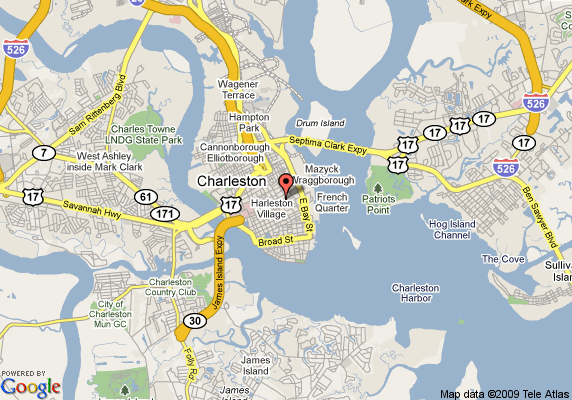 526
526
Clark Expy
Wagener
Terrace
Sam Rittenberg Blvd
Hampton
Park
Drum Island
526
Charles Towne
LNDG State Park
Septima Clark Expy
17
17
17
17
17
7
West Ashley
inside Mark Clark
Cannonborough
Elliotborough
Mazyck
Wraggborough
Charleston
61
17
17
171
Savannah Hwy
Harleston
Village
E Bay St
French
Quarter
Patriots
Point
Ben Sawyer Blvd
Hog Island
Channel
Broad St
The Cove
Sulliva
Island
James Island Expy
Charleston
Country Club
Charleston
Harbor
City of
Charleston
Mun GC
30
Folly Rd
James
Island
James
Island
POWERED BY
Google
Map data ©2009 Tele Atlas